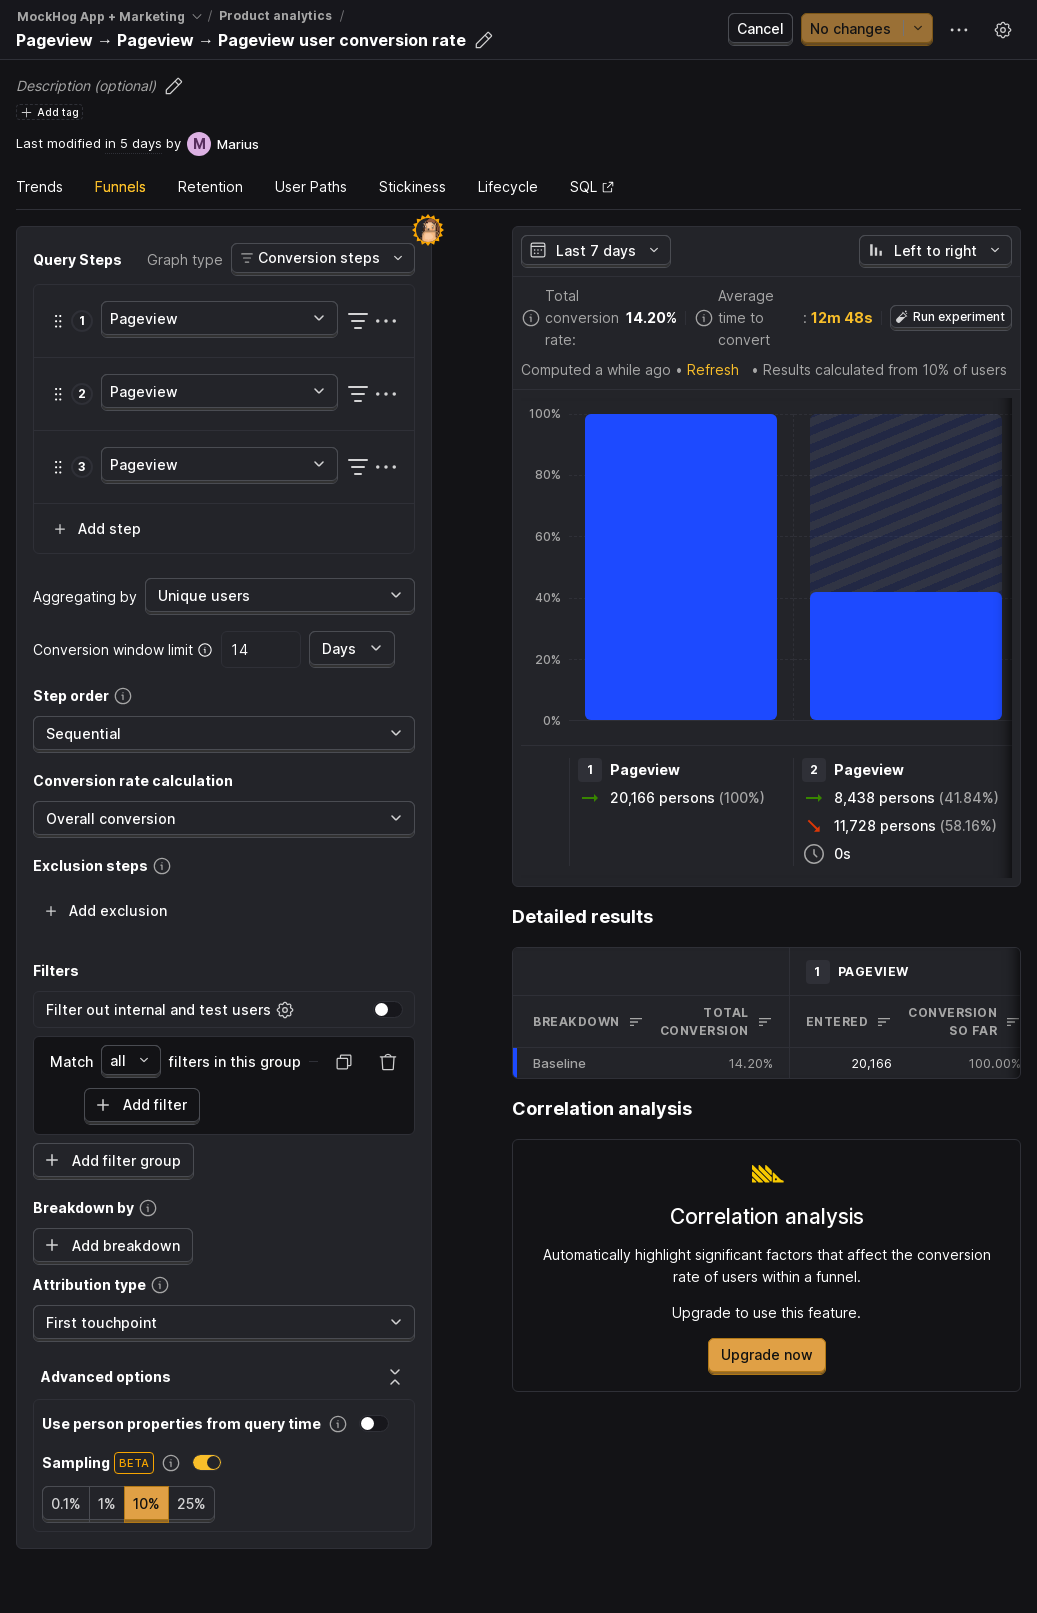 MockHog App + Marketing / Product analytics /
Pageview → Pageview → Pageview user conversion rate
Cancel
No changes
Description (optional)
Add tag
Last modified in 5 days by M Marius
Trends Funnels Retention User Paths Stickiness Lifecycle SQL
Query Steps Graph type Conversion steps
1 Pageview
2 Pageview
3 Pageview
Add step
Aggregating by Unique users
Conversion window limit 14 Days
Step order
Sequential
Conversion rate calculation
Overall conversion
Exclusion steps
Add exclusion
Filters
Filter out internal and test users
Match all filters in this group
Add filter
Add filter group
Breakdown by
Add breakdown
Attribution type
First touchpoint
Advanced options
Use person properties from query time
Sampling BETA
0.1% 1% 10% 25%
Last 7 days Left to right
Total
conversion
rate:
14.20%
Average
time to
convert
: 12m 48s
Run experiment
Computed a while ago • Refresh • Results calculated from 10% of users
100%
80%
60%
40%
20%
0%
1 Pageview
20,166 persons (100%)
2 Pageview
8,438 persons (41.84%)
11,728 persons (58.16%)
0s
Detailed results
1 PAGEVIEW
BREAKDOWN
TOTAL
CONVERSION
ENTERED
CONVERSION
SO FAR
Baseline 14.20% 20,166 100.00%
Correlation analysis
Correlation analysis
Automatically highlight significant factors that affect the conversion
rate of users within a funnel.
Upgrade to use this feature.
Upgrade now